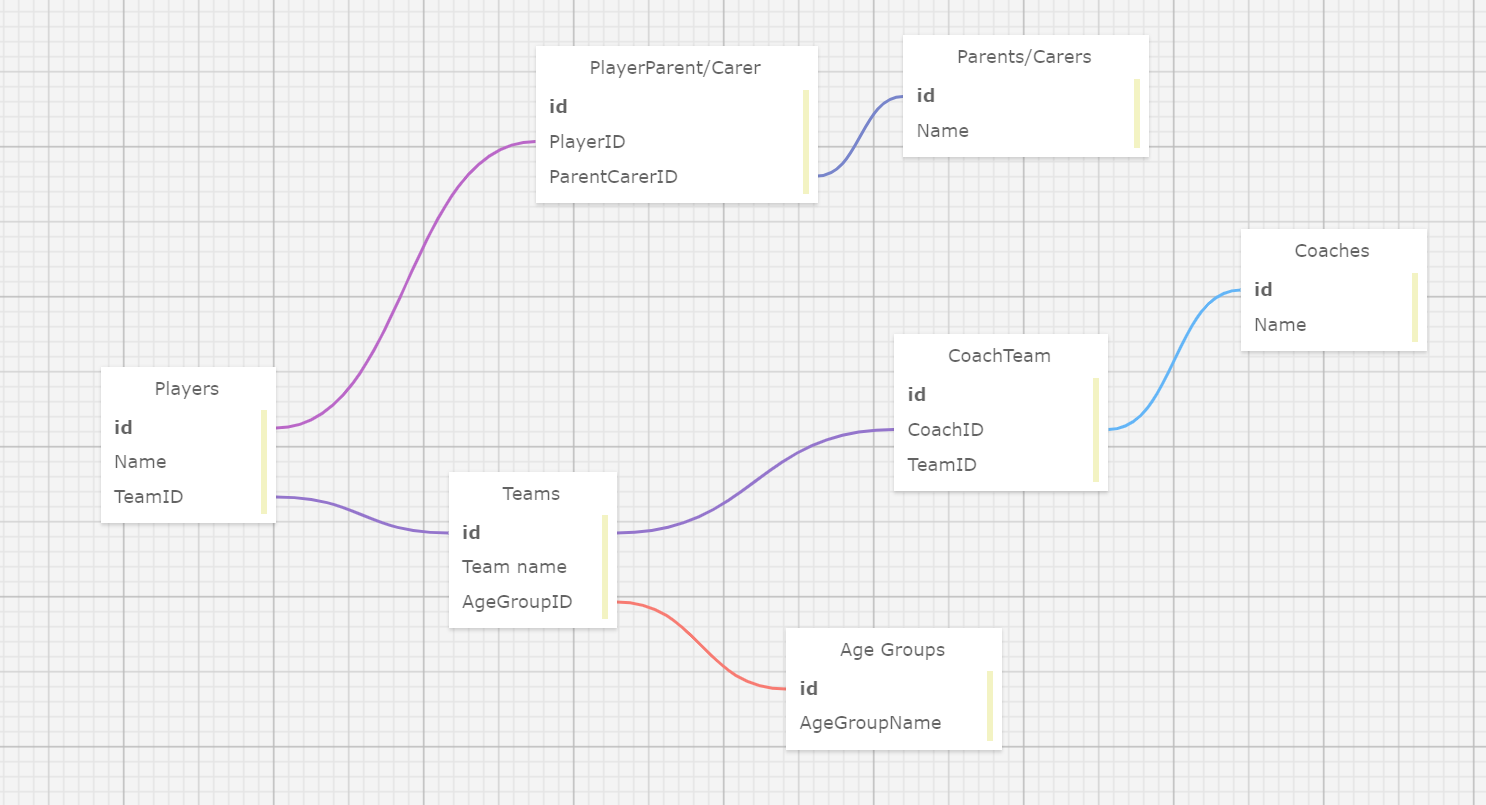 PlayerParent/Carer
id
PlayerID
ParentCarerID
Parents/Carers
id
Name
Coaches
id
Name
CoachTeam
id
CoachID
TeamID
Players
id
Name
TeamID
Teams
id
Team name
AgeGroupID
Age Groups
id
AgeGroupName